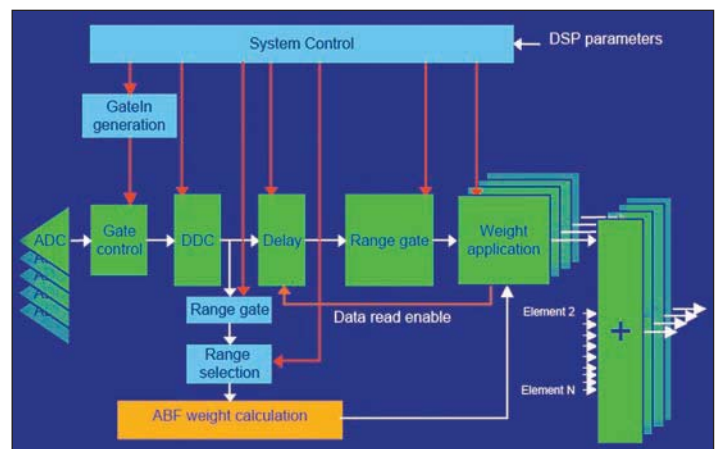 System Control
DSP parameters
GateIn
generation
ADC
Gate
control
DDC
Delay
Range gate
Weight
application
Range gate
Data read enable
Element 2
Range
selection
+
Element N
ABF weight calculation